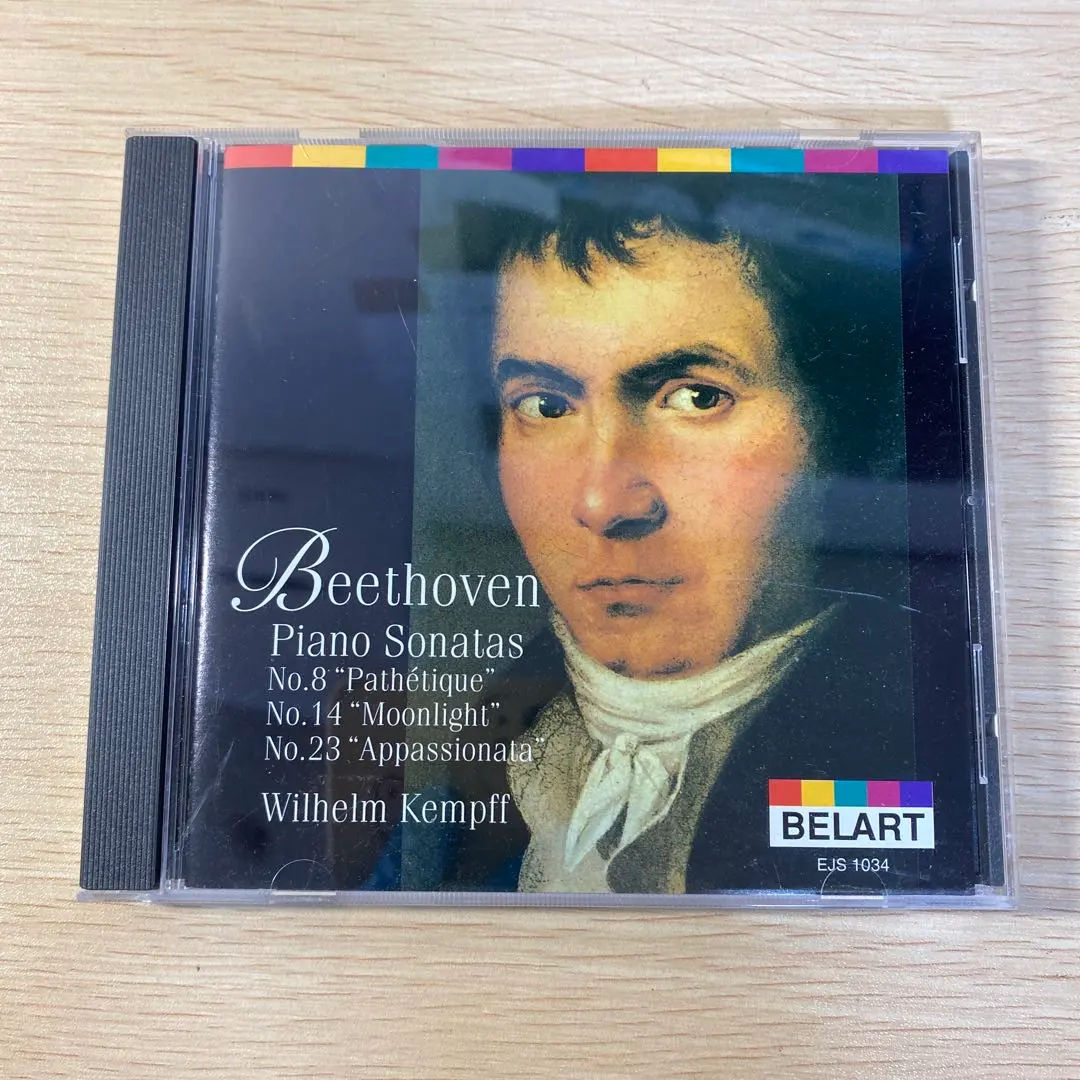 Beethoven
Piano Sonatas
No.8 “Pathétique”
No.14 “Moonlight”
No.23 “Appassionata”
Wilhelm Kempff
BELART
EJS 1034